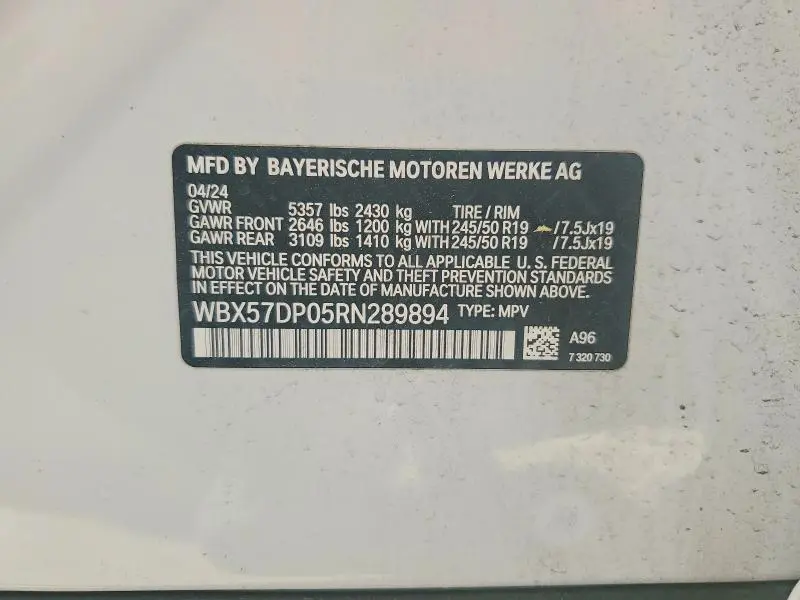 MFD BY BAYERISCHE MOTOREN WERKE AG
04/24
GVWR 5357 lbs 2430 kg TIRE / RIM
GAWR FRONT 2646 lbs 1200 kg WITH 245/50 R19 /7.5Jx19
GAWR REAR 3109 lbs 1410 kg WITH 245/50 R19 /7.5Jx19
THIS VEHICLE CONFORMS TO ALL APPLICABLE U. S. FEDERAL
MOTOR VEHICLE SAFETY AND THEFT PREVENTION STANDARDS
IN EFFECT ON THE DATE OF MANUFACTURE SHOWN ABOVE.
WBX57DP05RN289894 TYPE: MPV
A96
7 320 730